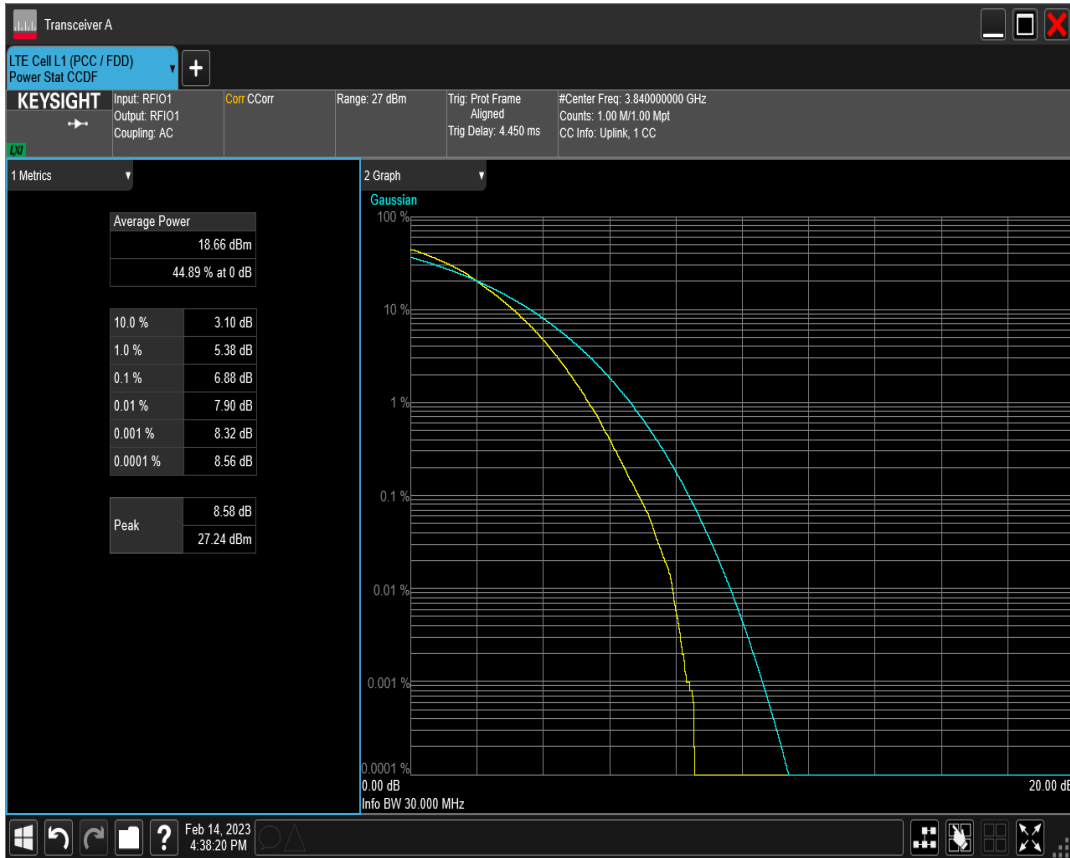 Transceiver A
LTE Cell L1 (PCC / FDD)
Power Stat CCDF
KEYSIGHT
LXI
Input: RFIO1
Output: RFIO1
Coupling: AC
Corr CCorr
Range: 27 dBm
Trig: Prot Frame
Aligned
Trig Delay: 4.450 ms
#Center Freq: 3.840000000 GHz
Counts: 1.00 M/1.00 Mpt
CC Info: Uplink, 1 CC
1 Metrics
Average Power
18.66 dBm
44.89 % at 0 dB
10.0 % 3.10 dB
1.0 % 5.38 dB
0.1 % 6.88 dB
0.01 % 7.90 dB
0.001 % 8.32 dB
0.0001 % 8.56 dB
Peak 8.58 dB
27.24 dBm
2 Graph
Gaussian
100 %
10 %
1 %
0.1 %
0.01 %
0.001 %
0.0001 %
0.00 dB 20.00 dB
Info BW 30.000 MHz
Feb 14, 2023
4:38:20 PM